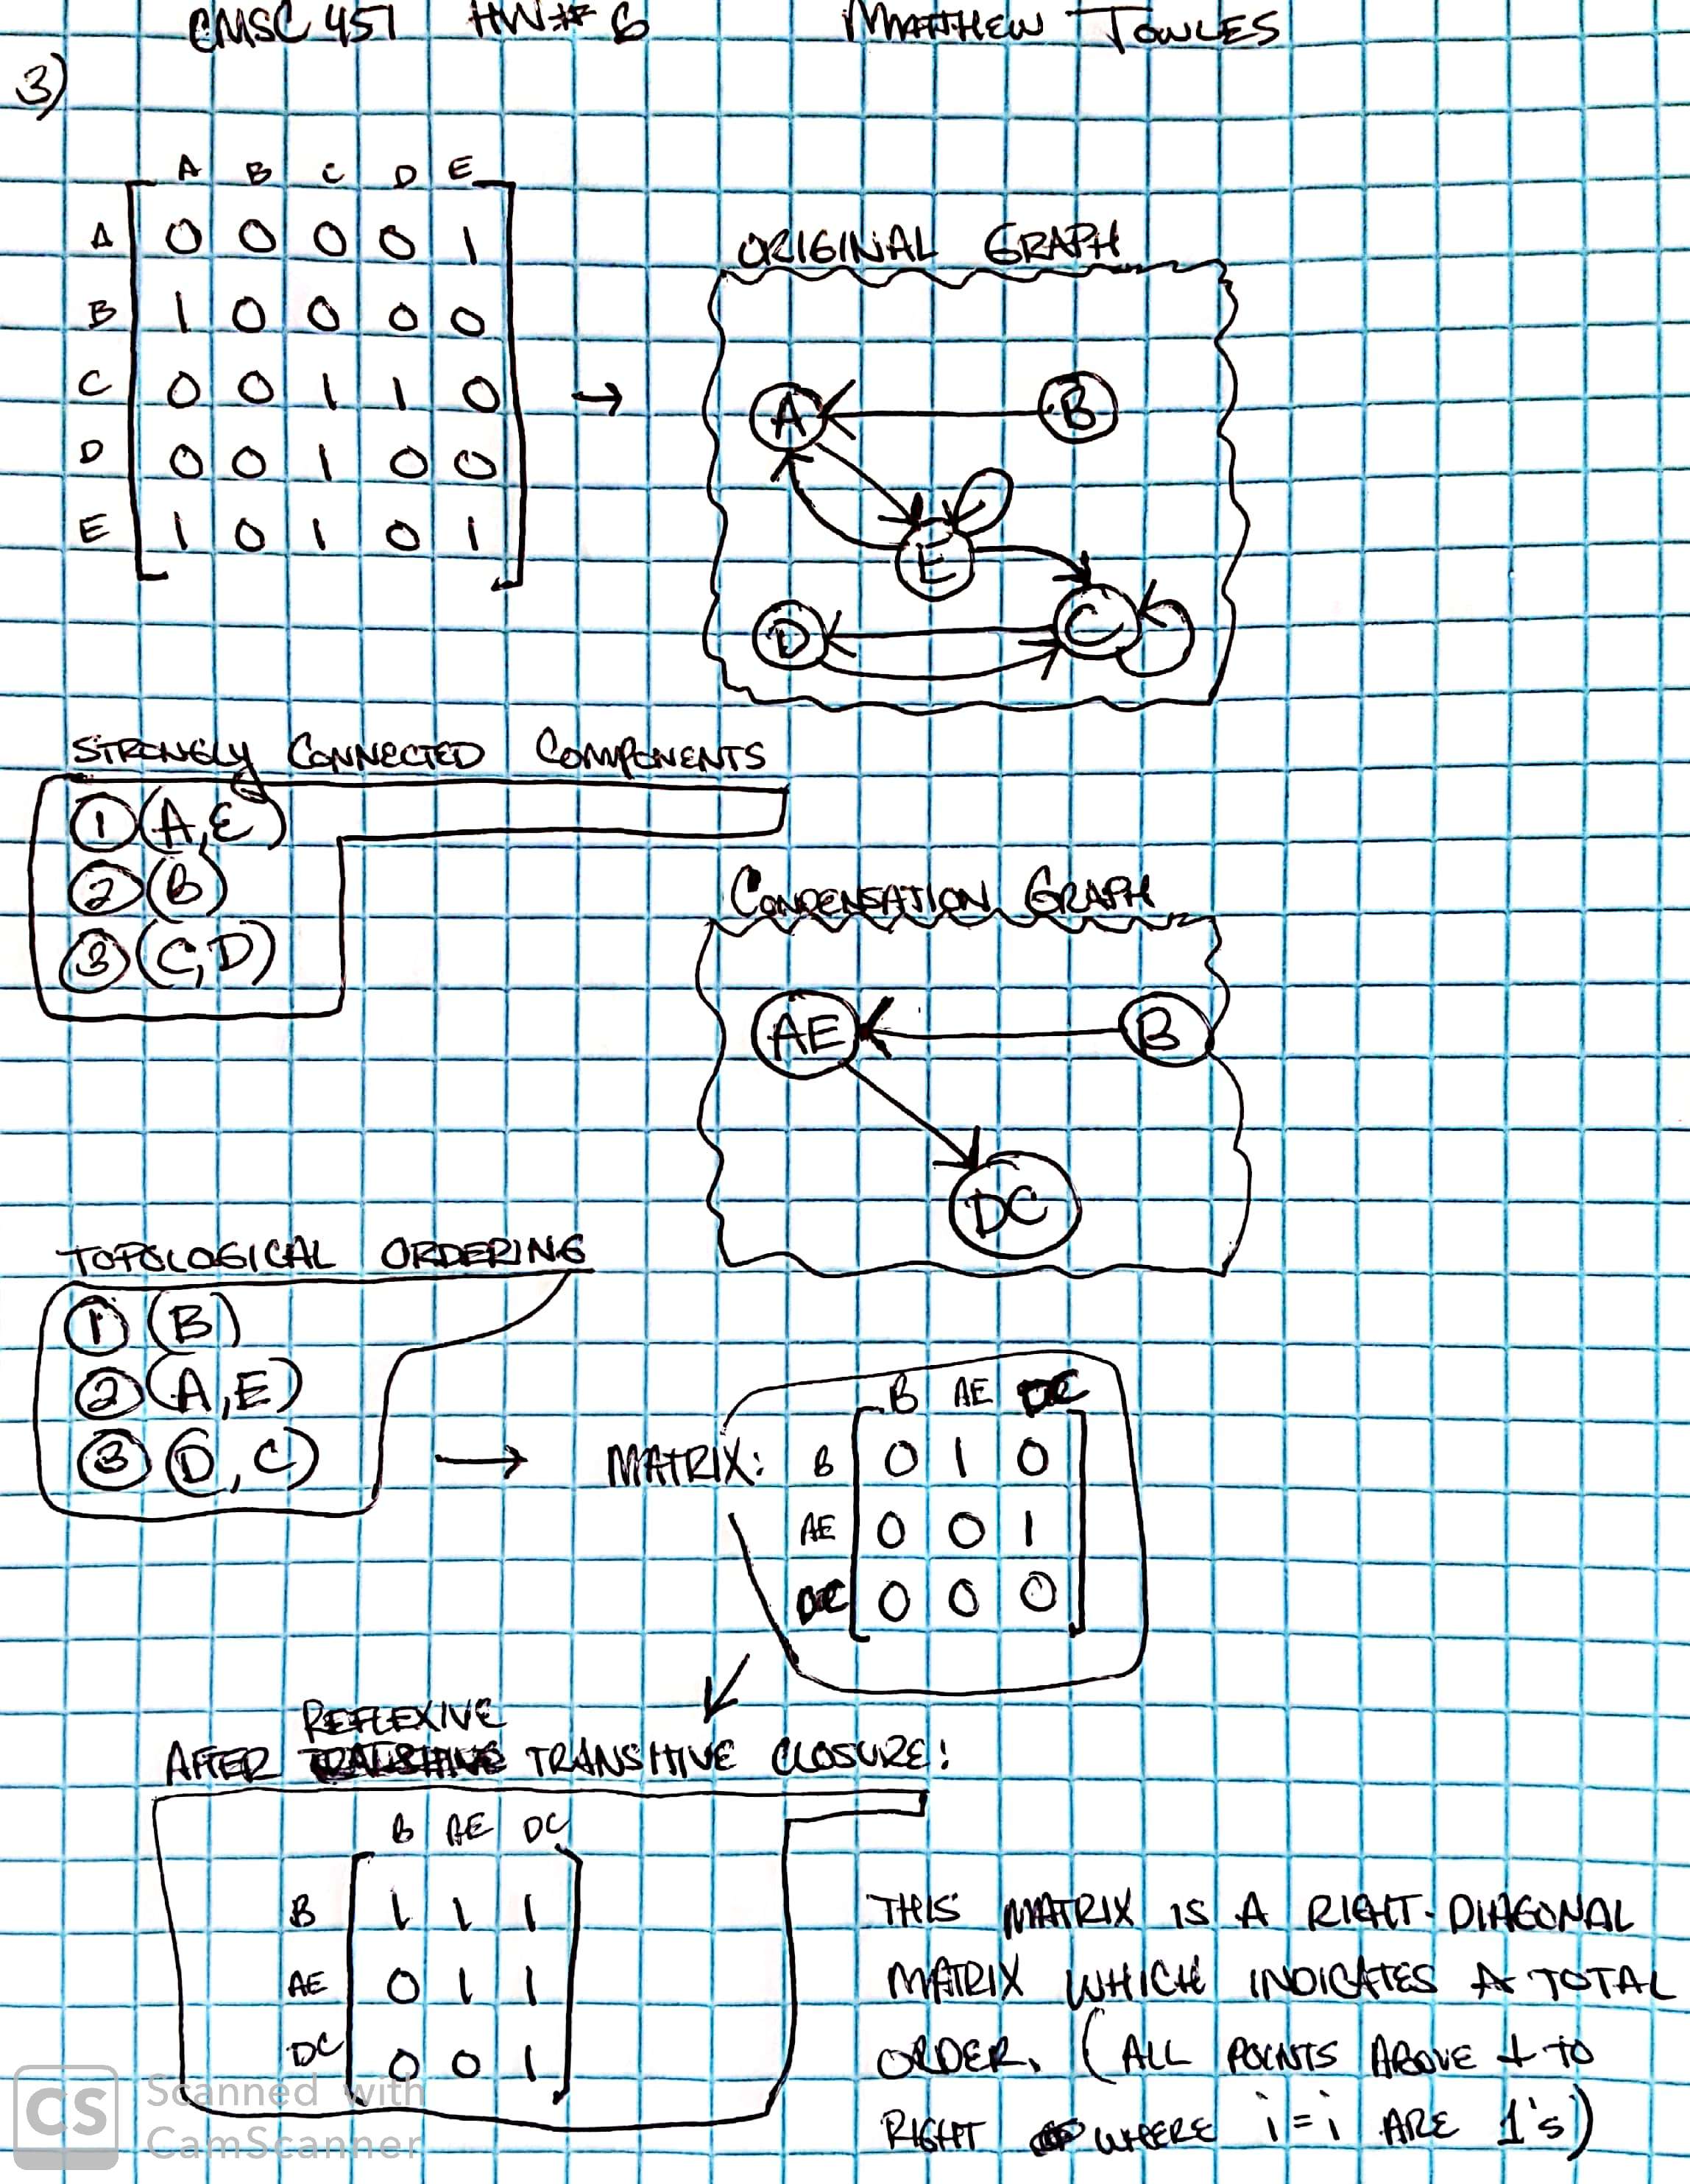 CMSC 451 HW# 6 MATTHEW TOWLES
3)
A B C D E
A 0 0 0 0 1
B 1 0 0 0 0
C 0 0 1 1 0
D 0 0 1 0 0
E 1 0 1 0 1
→
ORIGINAL GRAPH
A B
E
D C
STRONGLY CONNECTED COMPONENTS
1 (A,E)
2 (B)
3 (C,D)
CONDENSATION GRAPH
AE B
DC
TOPOLOGICAL ORDERING
1 (B)
2 (A,E)
3 (D,C)
→ MATRIX:
B AE DC
B 0 1 0
AE 0 0 1
DC 0 0 0
REFLEXIVE
AFTER TRANSITIVE CLOSURE:
B AE DC
B 1 1 1
AE 0 1 1
DC 0 0 1
THIS MATRIX IS A RIGHT-DIAGONAL
MATRIX WHICH INDICATES A TOTAL
ORDER. (ALL POINTS ABOVE + TO
RIGHT WHERE i=i ARE 1's)
CS Scanned with
CamScanner